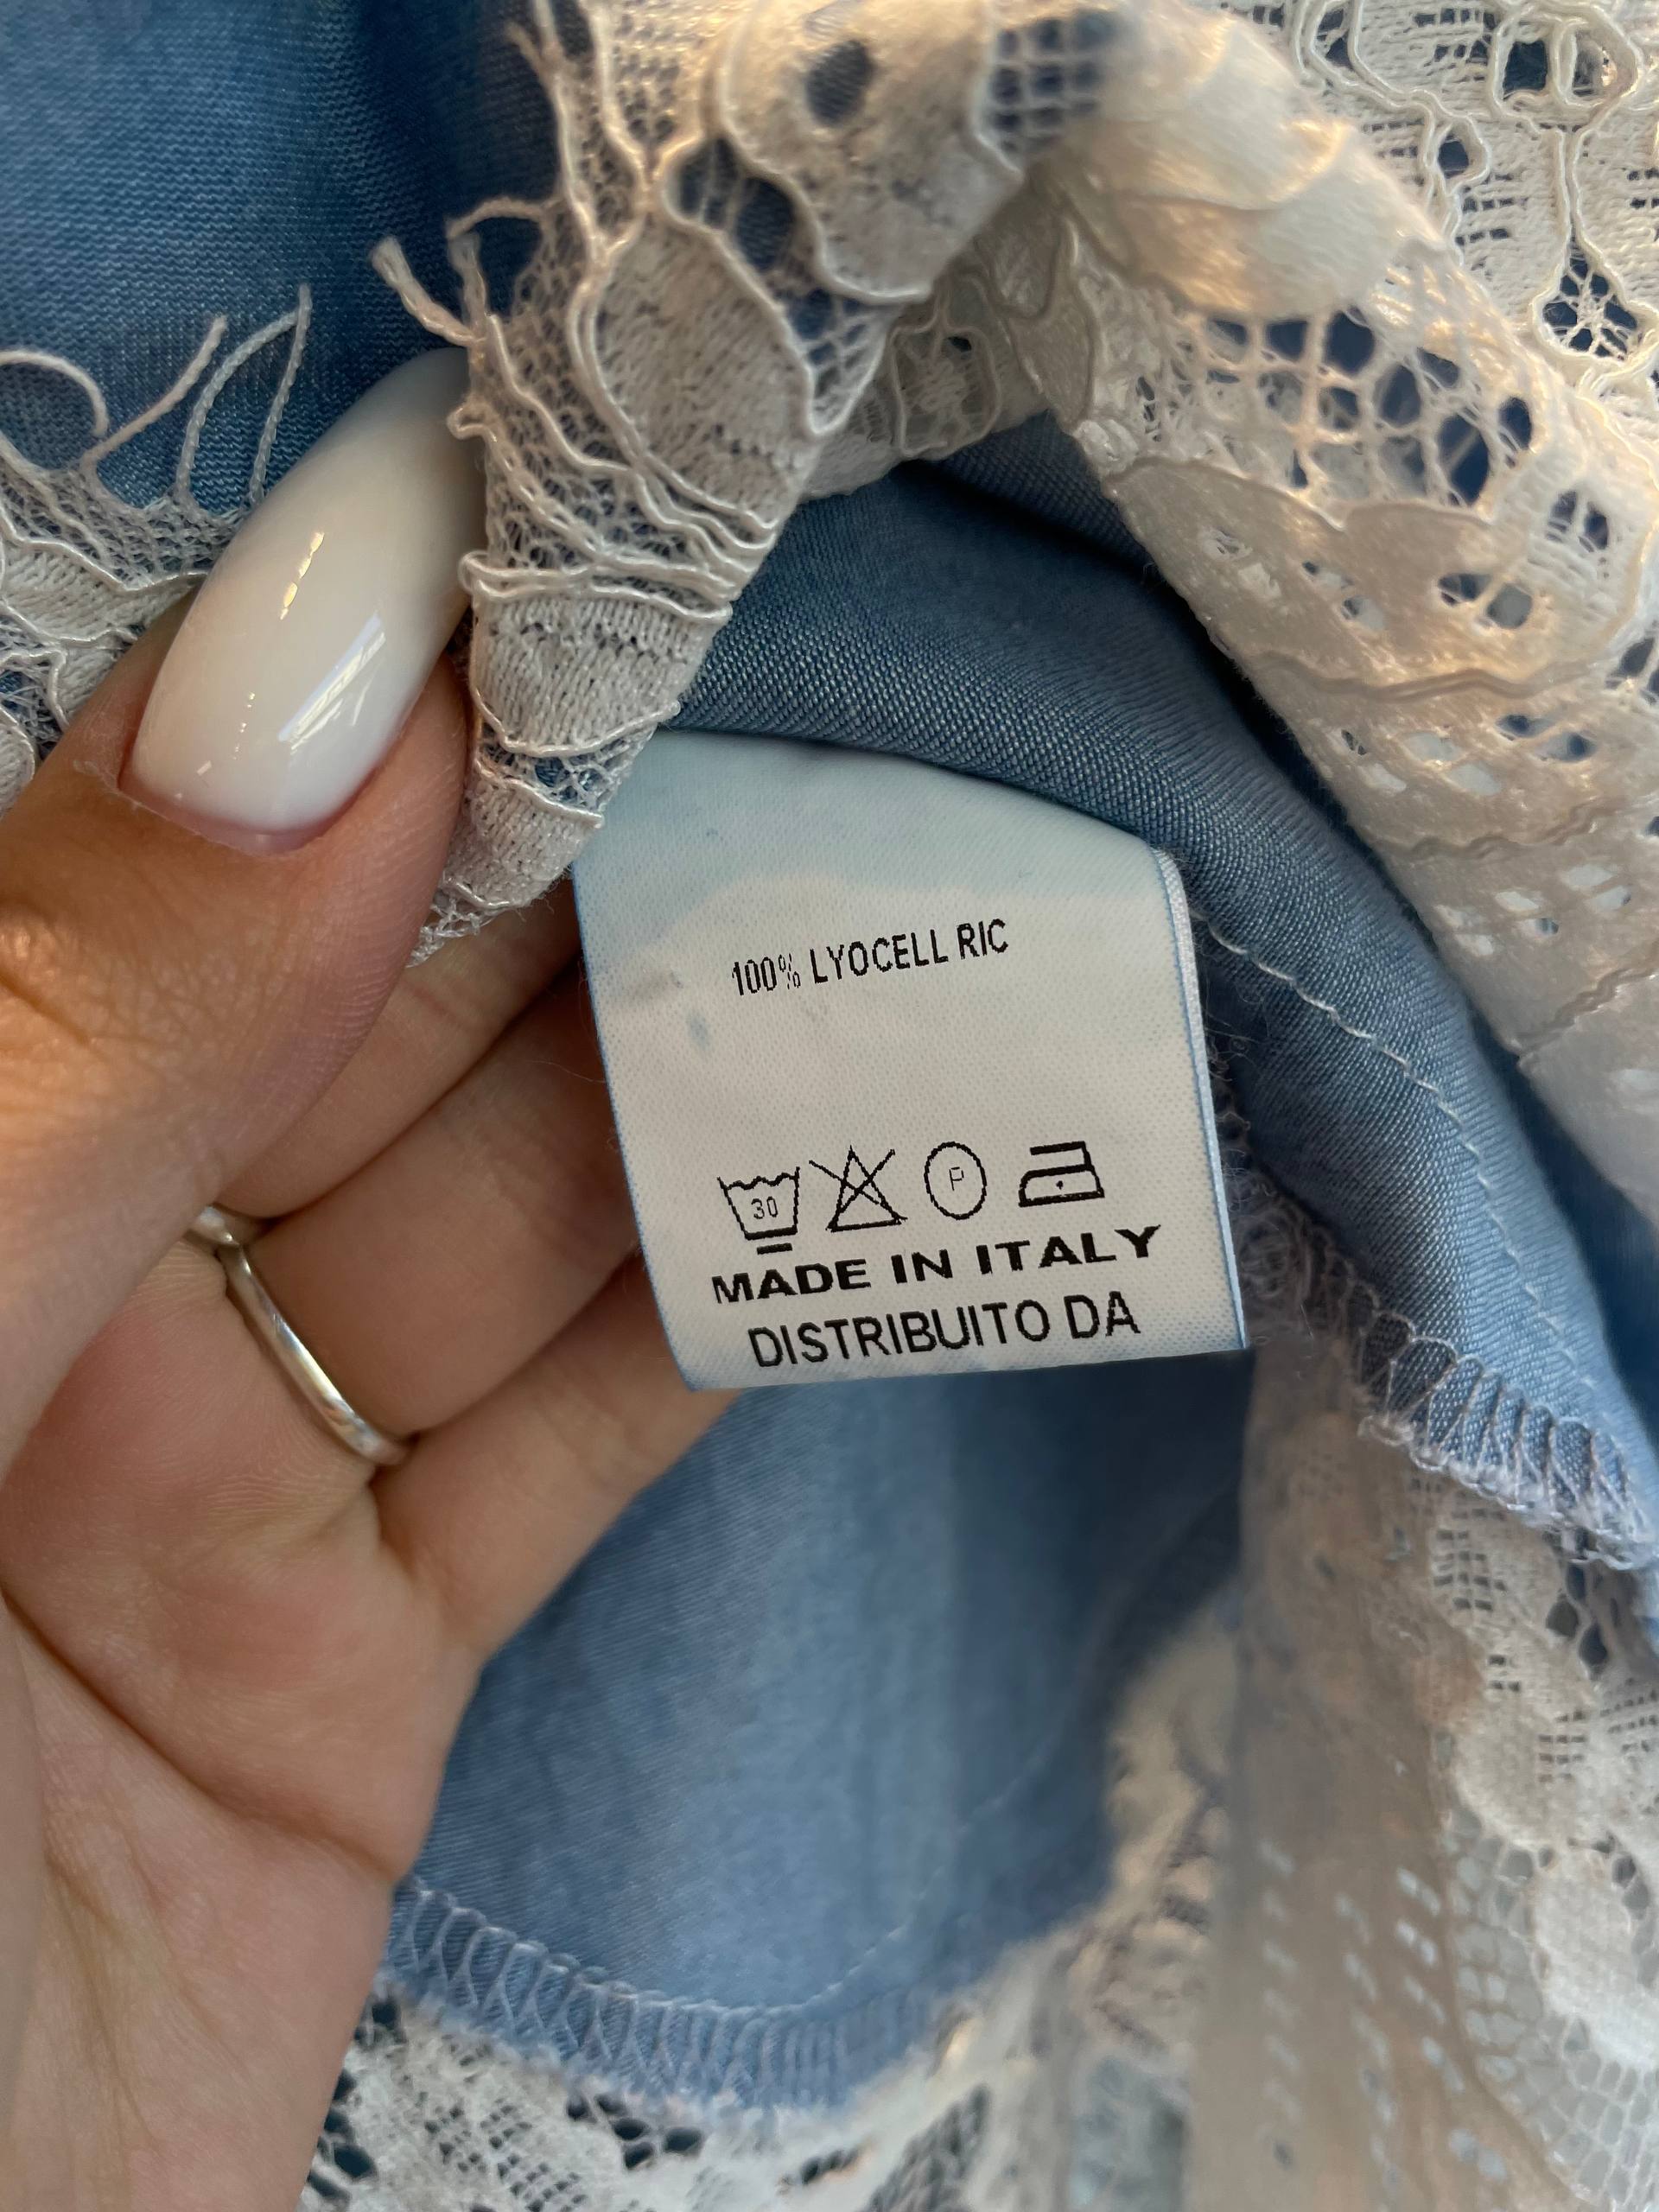 100% LYOCELL RIC
30 P
MADE IN ITALY
DISTRIBUITO DA